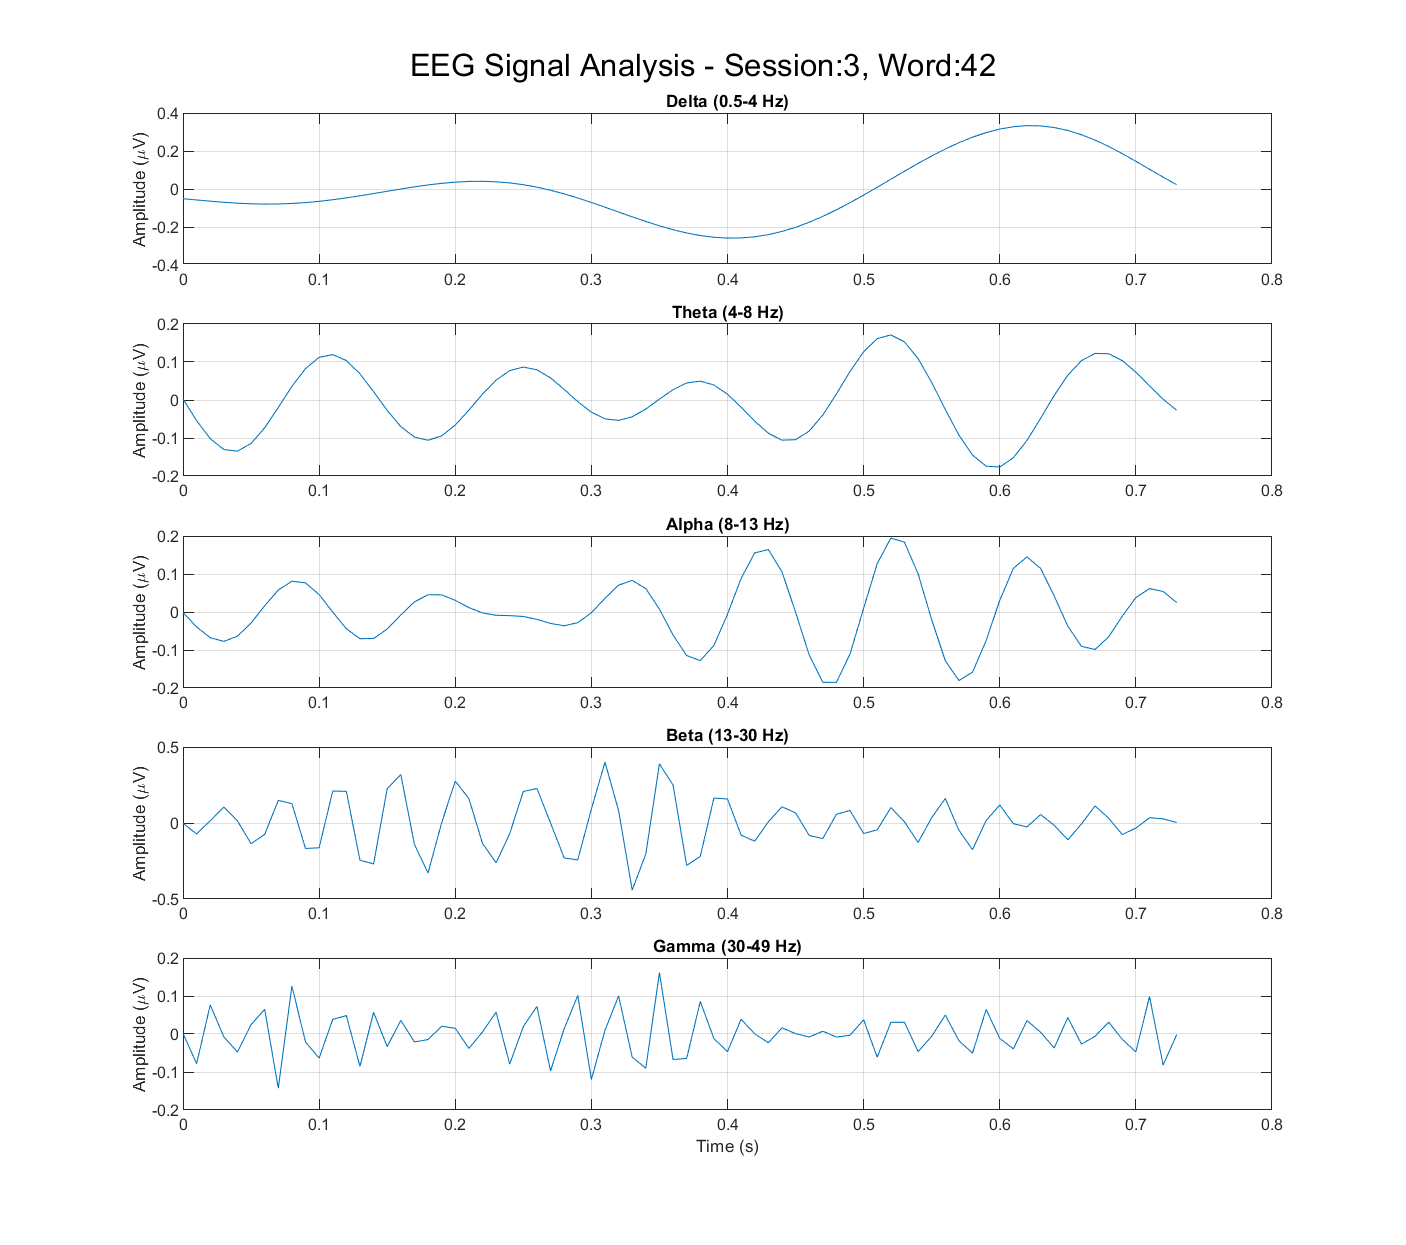 EEG Signal Analysis - Session:3, Word:42
Delta (0.5-4 Hz)
Amplitude (μV)
0.4
0.2
0
-0.2
-0.4
0 0.1 0.2 0.3 0.4 0.5 0.6 0.7 0.8
Theta (4-8 Hz)
Amplitude (μV)
0.2
0.1
0
-0.1
-0.2
0 0.1 0.2 0.3 0.4 0.5 0.6 0.7 0.8
Alpha (8-13 Hz)
Amplitude (μV)
0.2
0.1
0
-0.1
-0.2
0 0.1 0.2 0.3 0.4 0.5 0.6 0.7 0.8
Beta (13-30 Hz)
Amplitude (μV)
0.5
0
-0.5
0 0.1 0.2 0.3 0.4 0.5 0.6 0.7 0.8
Gamma (30-49 Hz)
Amplitude (μV)
0.2
0.1
0
-0.1
-0.2
0 0.1 0.2 0.3 0.4 0.5 0.6 0.7 0.8
Time (s)